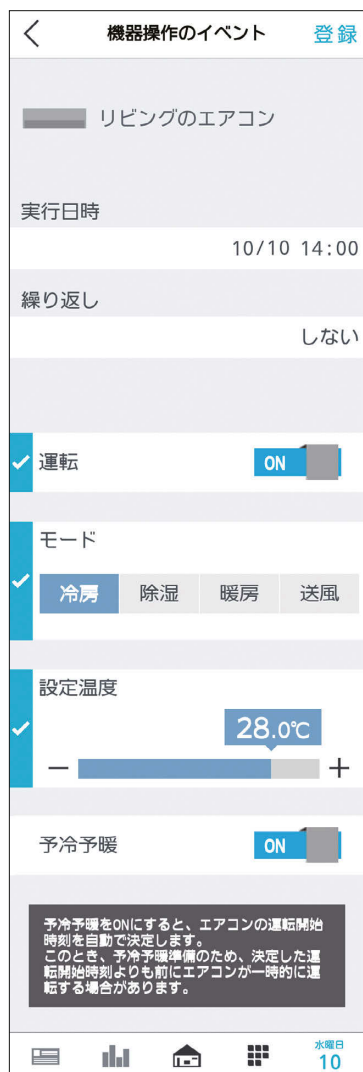 機器操作のイベント 登録
リビングのエアコン
実行日時
10/10 14:00
繰り返し
しない
運転 ON
モード
冷房 除湿 暖房 送風
設定温度
28.0℃
− +
予冷予暖 ON
予冷予暖をONにすると、エアコンの運転開始
時刻を自動で決定します。
このとき、予冷予暖準備のため、決定した運
転開始時刻よりも前にエアコンが一時的に運
転する場合があります。
水曜日
10